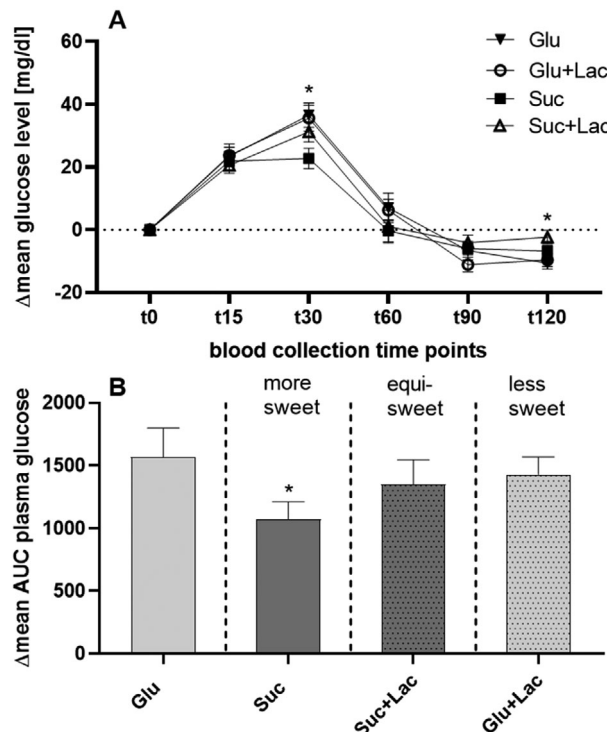 A
Δmean glucose level [mg/dl]
60
40
20
0
-20
*
*
Glu
Glu+Lac
Suc
Suc+Lac
t0 t15 t30 t60 t90 t120
blood collection time points
B
Δmean AUC plasma glucose
2000
1500
1000
500
0
more
sweet
equi-
sweet
less
sweet
*
Glu Suc Suc+Lac Glu+Lac